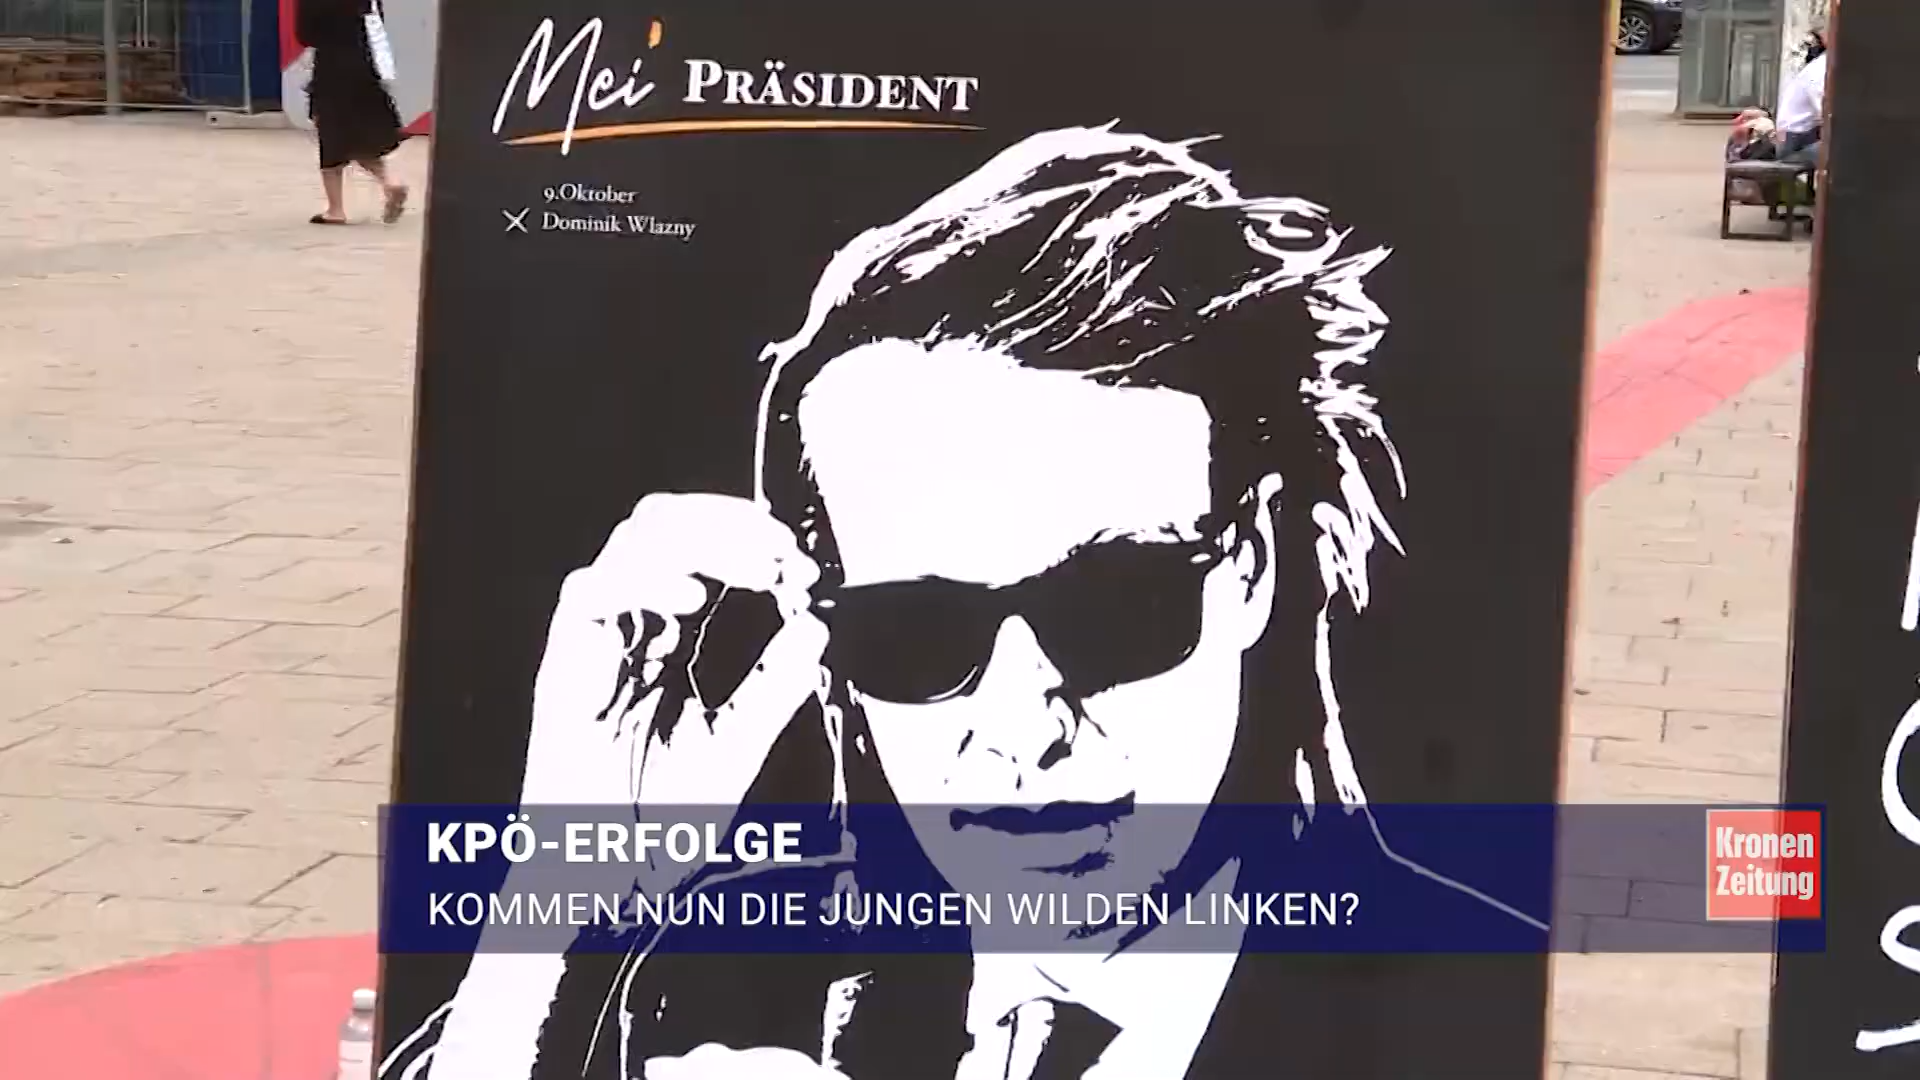 Mei PRÄSIDENT
9.Oktober
X Dominik Wlazny
KPÖ-ERFOLGE
KOMMEN NUN DIE JUNGEN WILDEN LINKEN?
Kronen
Zeitung